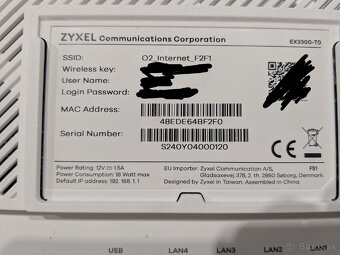 ZYXEL Communications Corporation EX3300-T0
SSID: O2_Internet_F2F1
Wireless key:
User Name:
Login Password:
MAC Address:
48EDE64BF2F0
Serial Number:
S240Y04000120
Power Rating: 12V 1.5A
Power Consumption: 18 Watt max
Default IP address: 192.168.1.1
EU Importer: Zyxel Communication A/S,
Gladsaxevej 378, 2. th. 2860 Søborg, Denmark
Designed by Zyxel in Taiwan. Assembled in China.
USB LAN4 LAN3 LAN2 LAN1